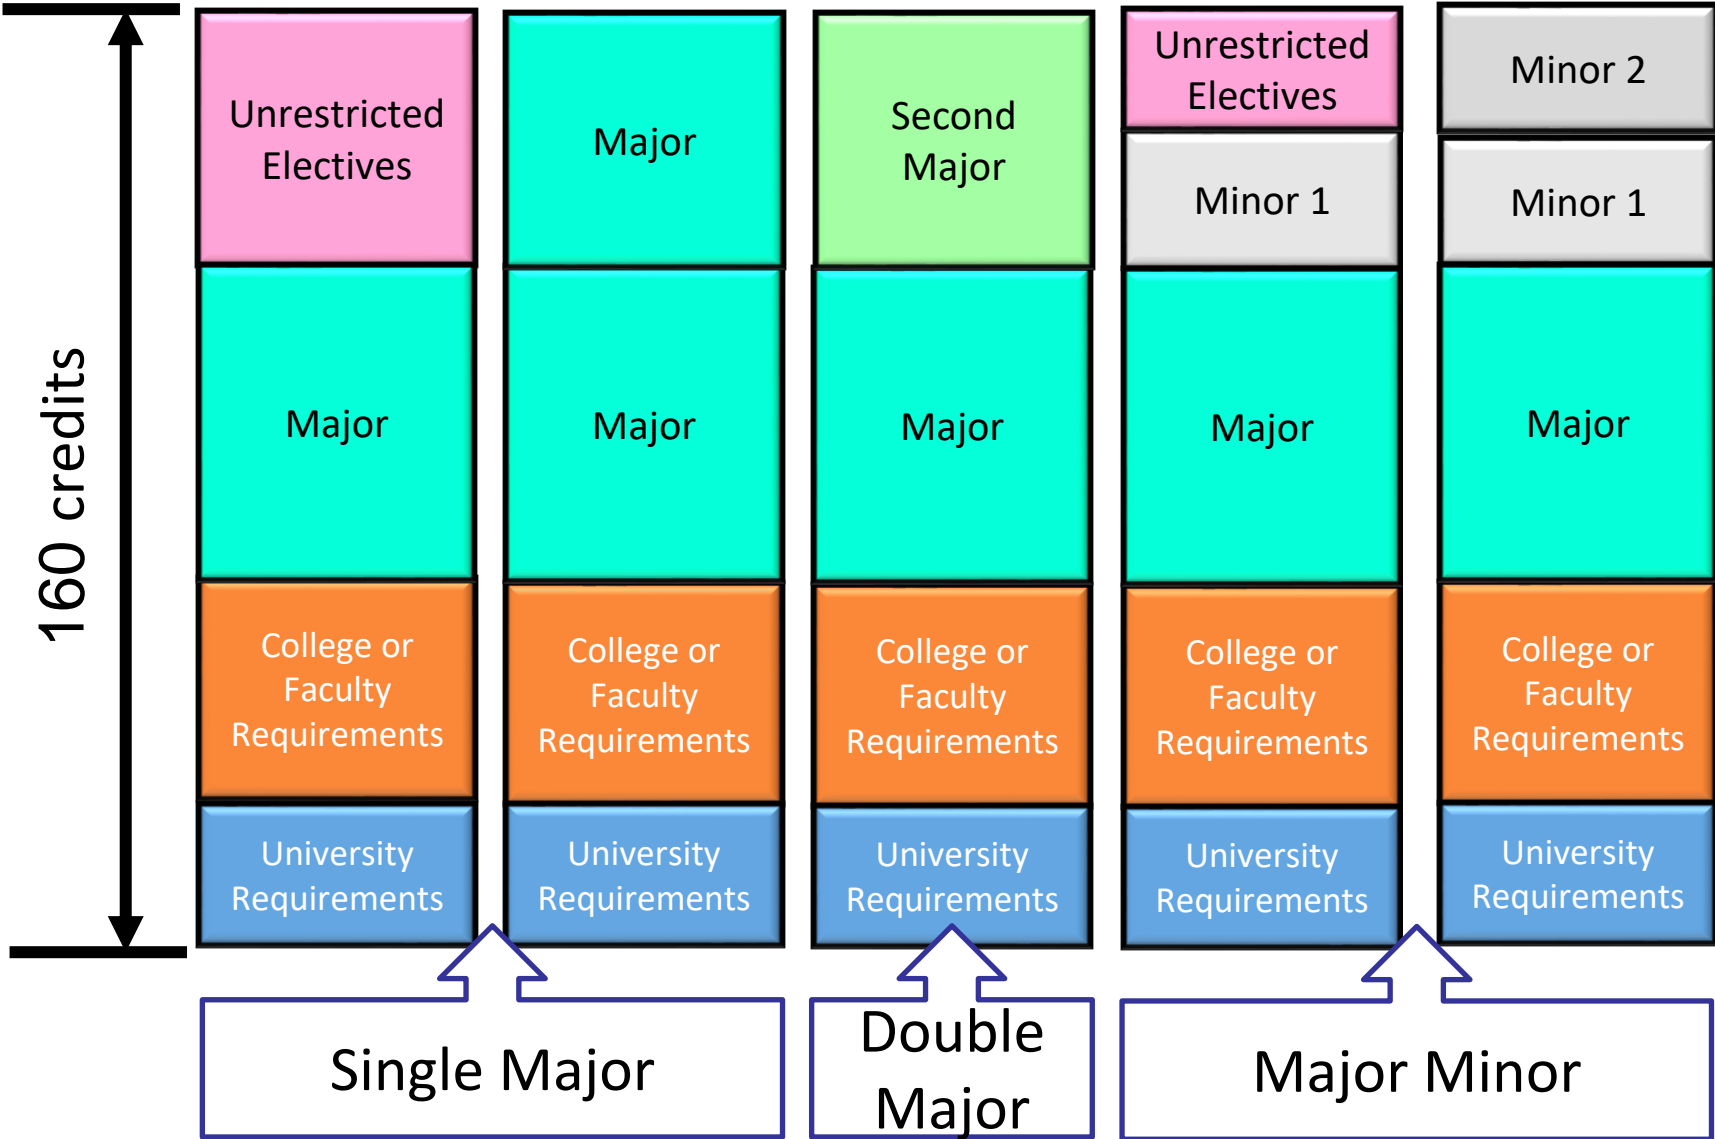 160 credits
Unrestricted
Electives
Major
College or
Faculty
Requirements
University
Requirements
Major
Major
College or
Faculty
Requirements
University
Requirements
Second
Major
Major
College or
Faculty
Requirements
University
Requirements
Unrestricted
Electives
Minor 1
Major
College or
Faculty
Requirements
University
Requirements
Minor 2
Minor 1
Major
College or
Faculty
Requirements
University
Requirements
Single Major
Double
Major
Major Minor